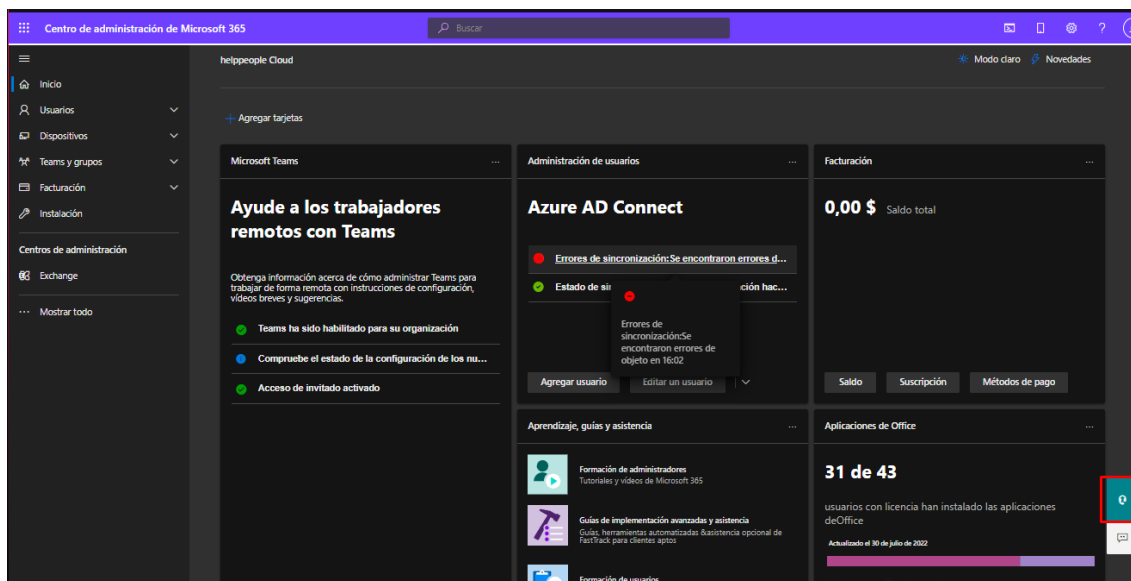 Centro de administración de Microsoft 365
Buscar
?
helppeople Cloud
Modo claro
Novedades
Inicio
Usuarios
Dispositivos
Teams y grupos
Facturación
Instalación
Centros de administración
Exchange
Mostrar todo
Agregar tarjetas
Microsoft Teams
Ayude a los trabajadores
remotos con Teams
Obtenga información acerca de cómo administrar Teams para
trabajar de forma remota con instrucciones de configuración,
vídeos breves y sugerencias.
Teams ha sido habilitado para su organización
Compruebe el estado de la configuración de los nu...
Acceso de invitado activado
Administración de usuarios
Azure AD Connect
Errores de sincronización:Se encontraron errores d...
Estado de sin
ción hac...
Errores de
sincronización:Se
encontraron errores de
objeto en 16:02
Agregar usuario
Editar un usuario
Facturación
0,00 $ Saldo total
Saldo
Suscripción
Métodos de pago
Aprendizaje, guías y asistencia
Formación de administradores
Tutoriales y vídeos de Microsoft 365
Guías de implementación avanzadas y asistencia
Guías, herramientas automatizadas &asistencia opcional de
FastTrack para clientes aptos
Formación de usuarios
Aplicaciones de Office
31 de 43
usuarios con licencia han instalado las aplicaciones
deOffice
Actualizado el 30 de julio de 2022